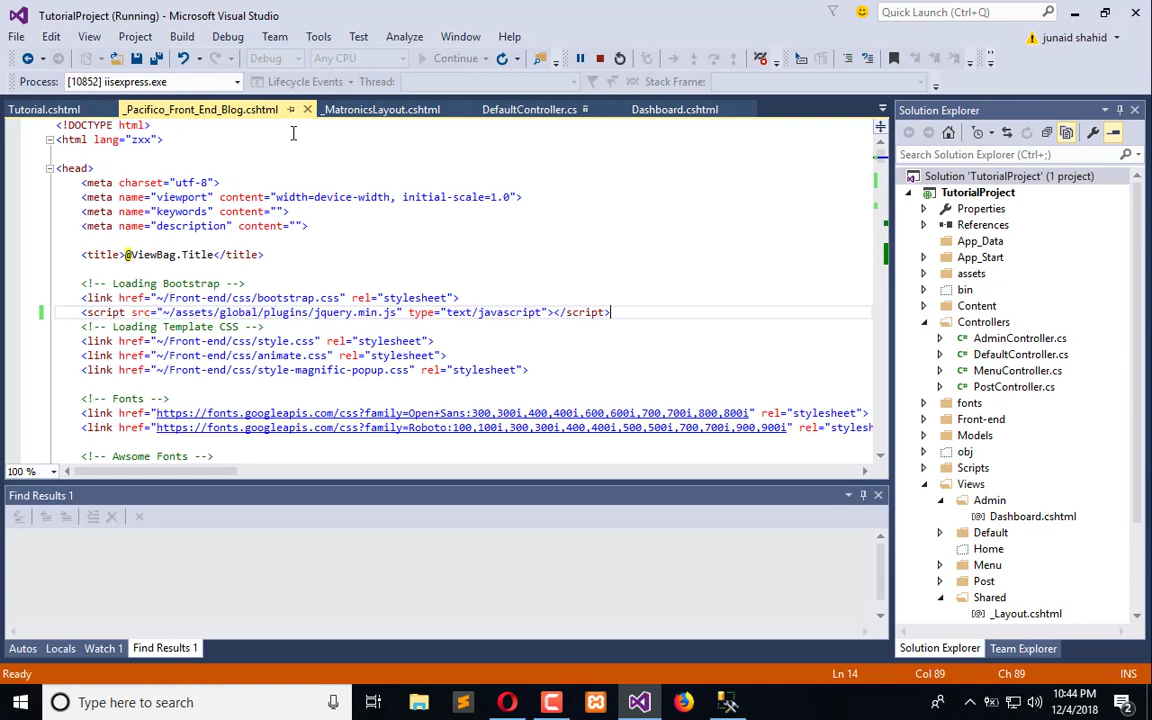 TutorialProject (Running) - Microsoft Visual Studio
Quick Launch (Ctrl+Q)
File Edit View Project Build Debug Team Tools Test Analyze Window Help
junaid shahid
Debug Any CPU Continue
Process: [10852] iisexpress.exe Lifecycle Events Thread: Stack Frame:
Tutorial.cshtml _Pacifico_Front_End_Blog.cshtml _MatronicsLayout.cshtml DefaultController.cs Dashboard.cshtml
<!DOCTYPE html>
<html lang="zxx">
<head>
<meta charset="utf-8">
<meta name="viewport" content="width=device-width, initial-scale=1.0">
<meta name="keywords" content="">
<meta name="description" content="">
<title>@ViewBag.Title</title>
<!-- Loading Bootstrap -->
<link href="~/Front-end/css/bootstrap.css" rel="stylesheet">
<script src="~/assets/global/plugins/jquery.min.js" type="text/javascript"></script>
<!-- Loading Template CSS -->
<link href="~/Front-end/css/style.css" rel="stylesheet">
<link href="~/Front-end/css/animate.css" rel="stylesheet">
<link href="~/Front-end/css/style-magnific-popup.css" rel="stylesheet">
<!-- Fonts -->
<link href="https://fonts.googleapis.com/css?family=Open+Sans:300,300i,400,400i,600,600i,700,700i,800,800i" rel="stylesheet">
<link href="https://fonts.googleapis.com/css?family=Roboto:100,100i,300,300i,400,400i,500,500i,700,700i,900,900i" rel="stylesh
<!-- Awsome Fonts -->
100 %
Find Results 1
Autos Locals Watch 1 Find Results 1
Solution Explorer
Search Solution Explorer (Ctrl+;)
Solution 'TutorialProject' (1 project)
TutorialProject
Properties
References
App_Data
App_Start
assets
bin
Content
Controllers
C# AdminController.cs
C# DefaultController.cs
C# MenuController.cs
C# PostController.cs
fonts
Front-end
Models
obj
Scripts
Views
Admin
[@] Dashboard.cshtml
Default
Home
Menu
Post
Shared
[@] _Layout.cshtml
Solution Explorer Team Explorer
Ready Ln 14 Col 89 Ch 89 INS
Type here to search
10:44 PM
12/4/2018
2